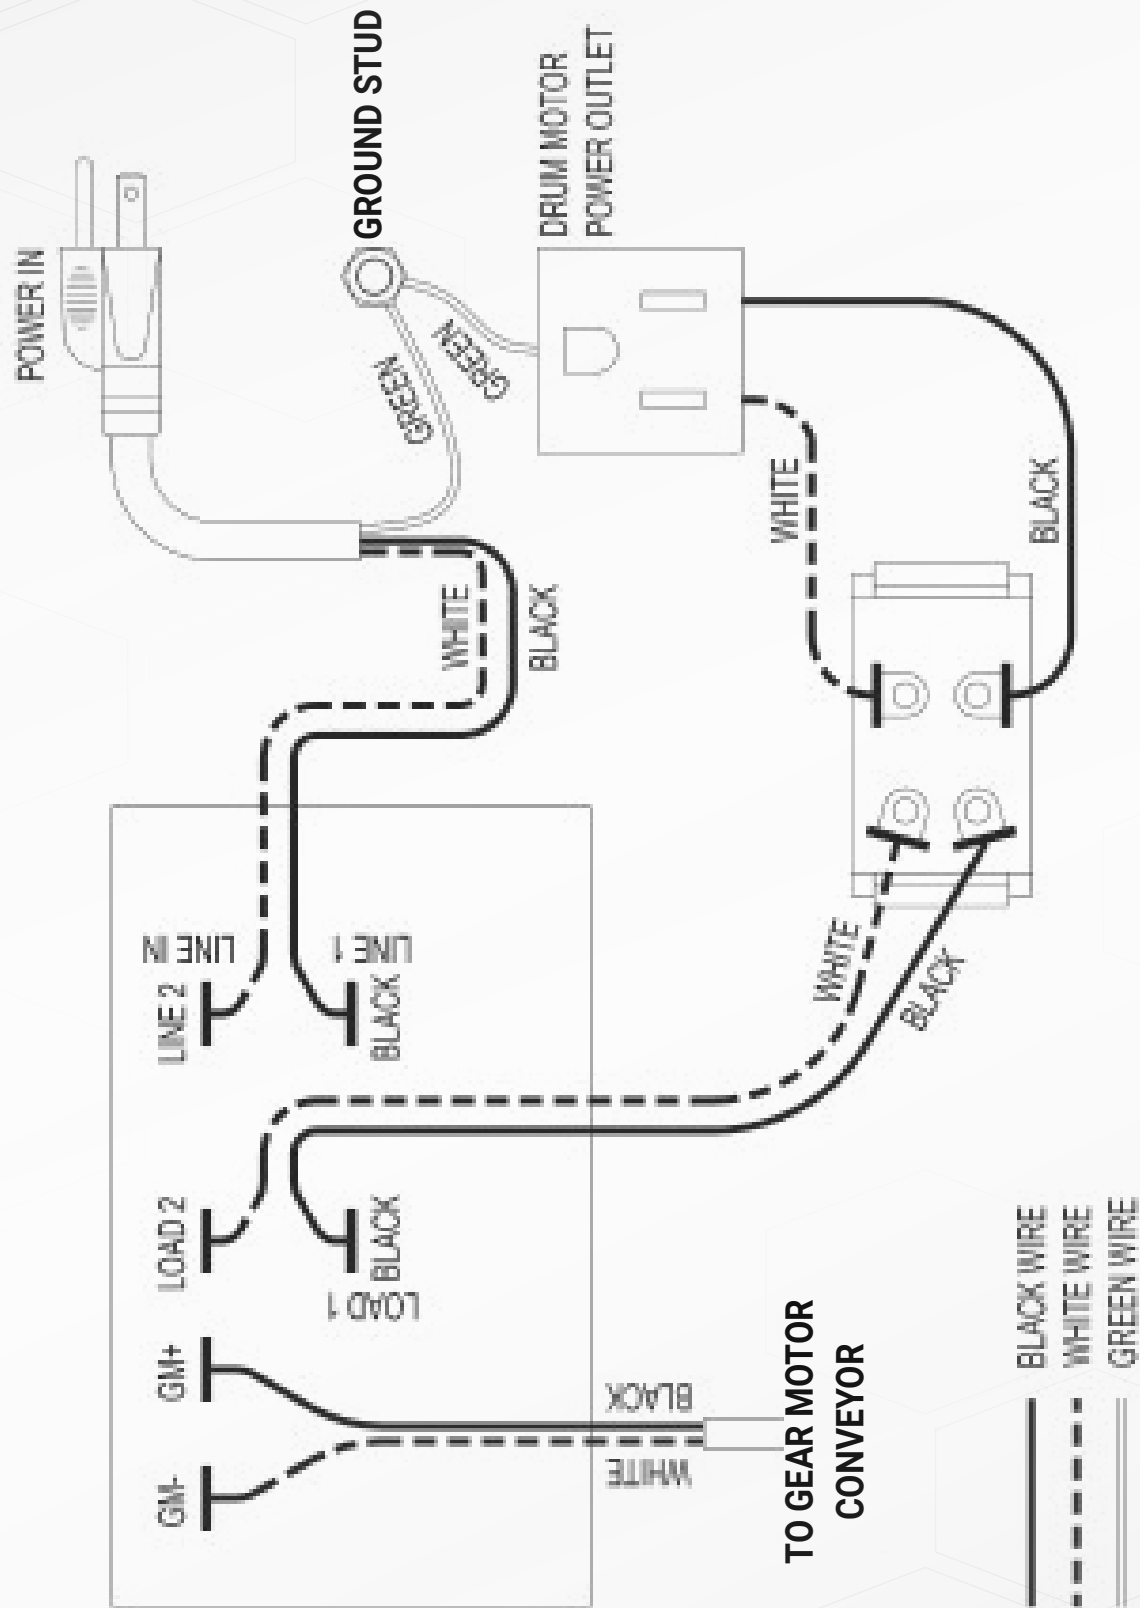 POWER IN
GROUND STUD
DRUM MOTOR
POWER OUTLET
GREEN
GREEN
WHITE
BLACK
WHITE
BLACK
LINE IN
LINE 2
LINE 1
BLACK
WHITE
BLACK
LOAD 2
BLACK
LOAD 1
GM+
GM-
BLACK
WHITE
TO GEAR MOTOR
CONVEYOR
BLACK WIRE
WHITE WIRE
GREEN WIRE